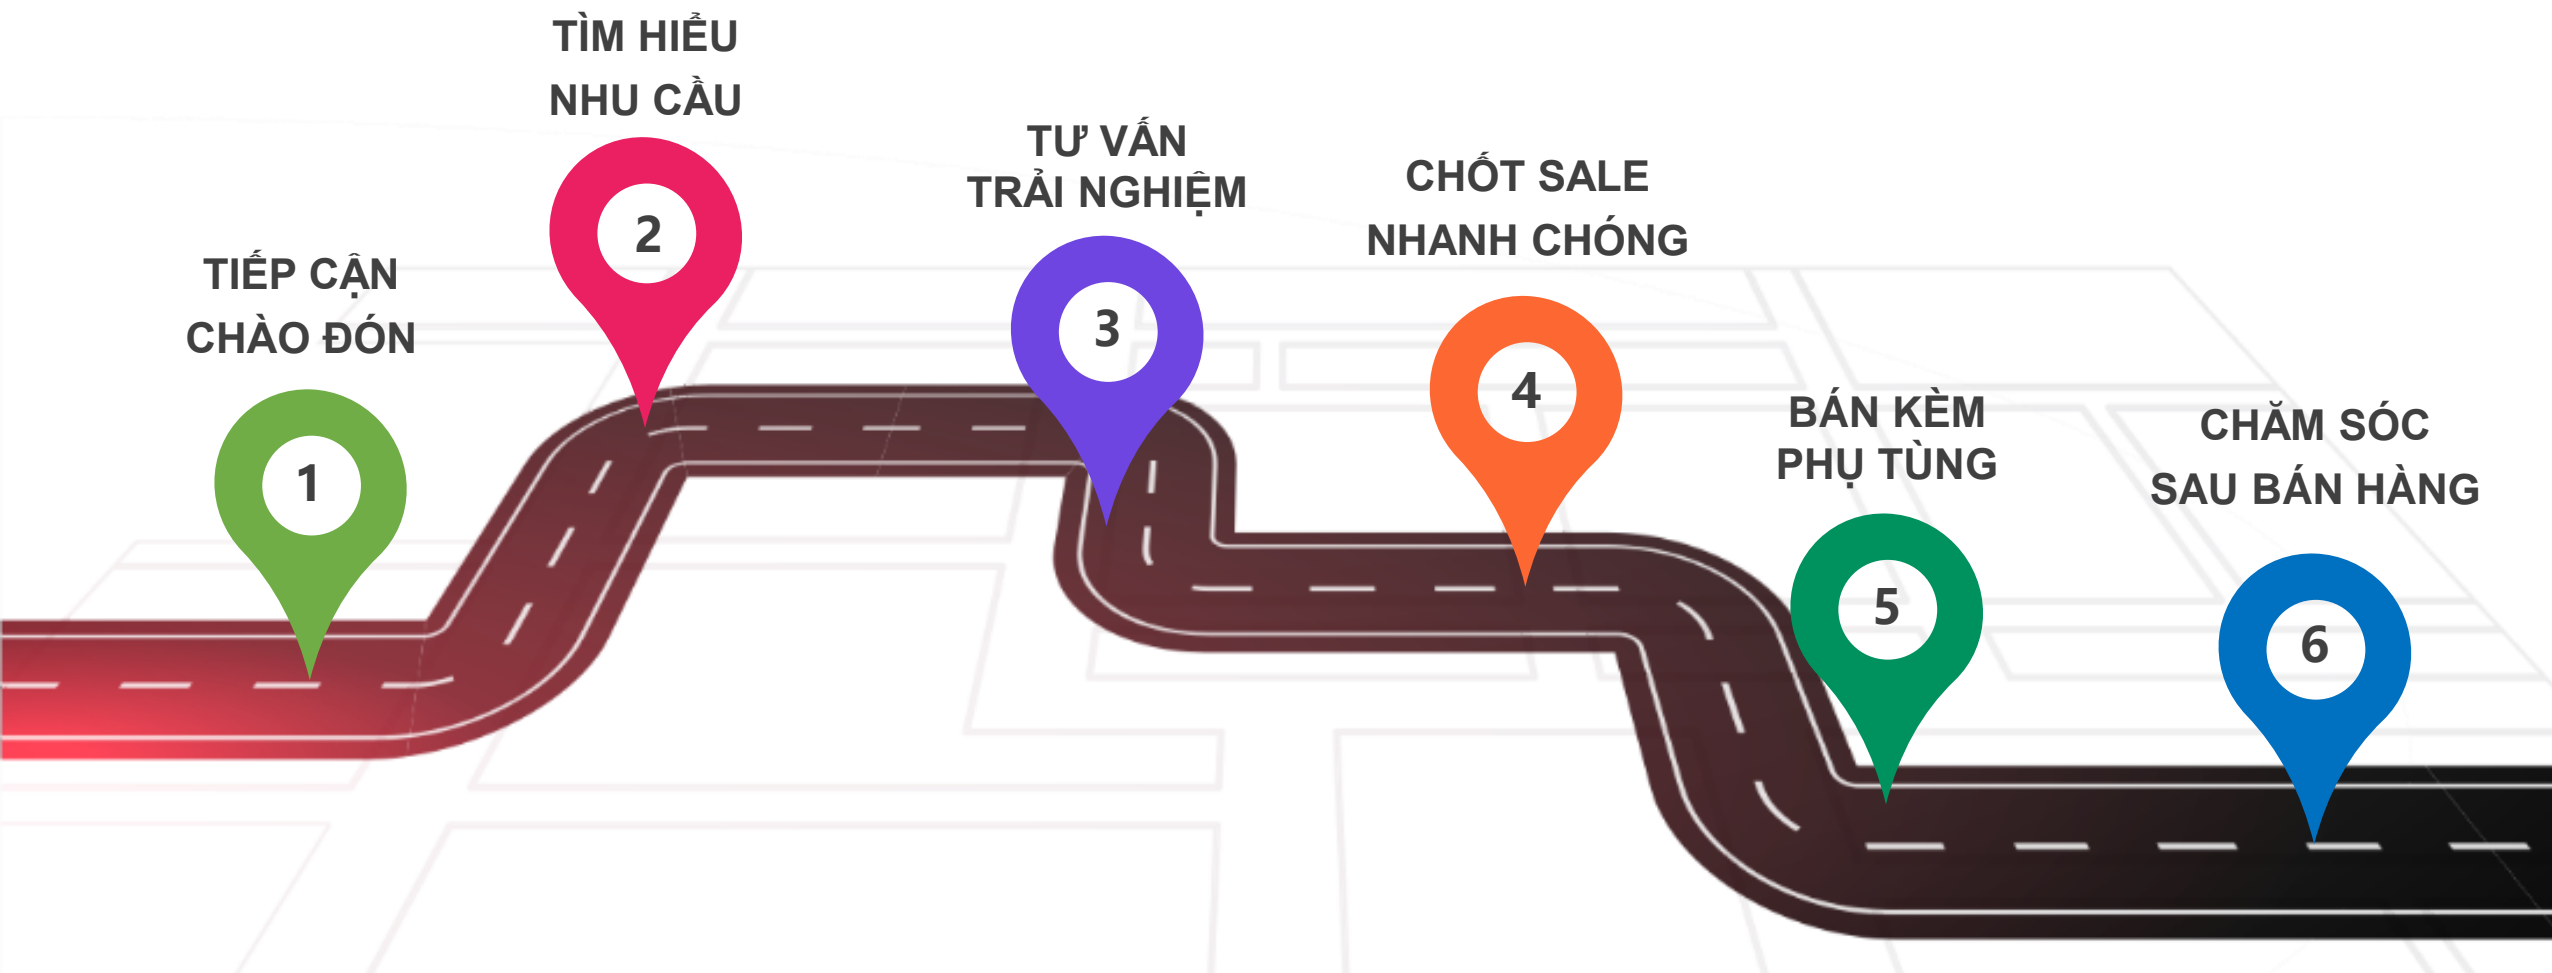 TIẾP CẬN
CHÀO ĐÓN
1
TÌM HIỂU
NHU CẦU
2
TƯ VẤN
TRẢI NGHIỆM
3
CHỐT SALE
NHANH CHÓNG
4
BÁN KÈM
PHỤ TÙNG
5
CHĂM SÓC
SAU BÁN HÀNG
6